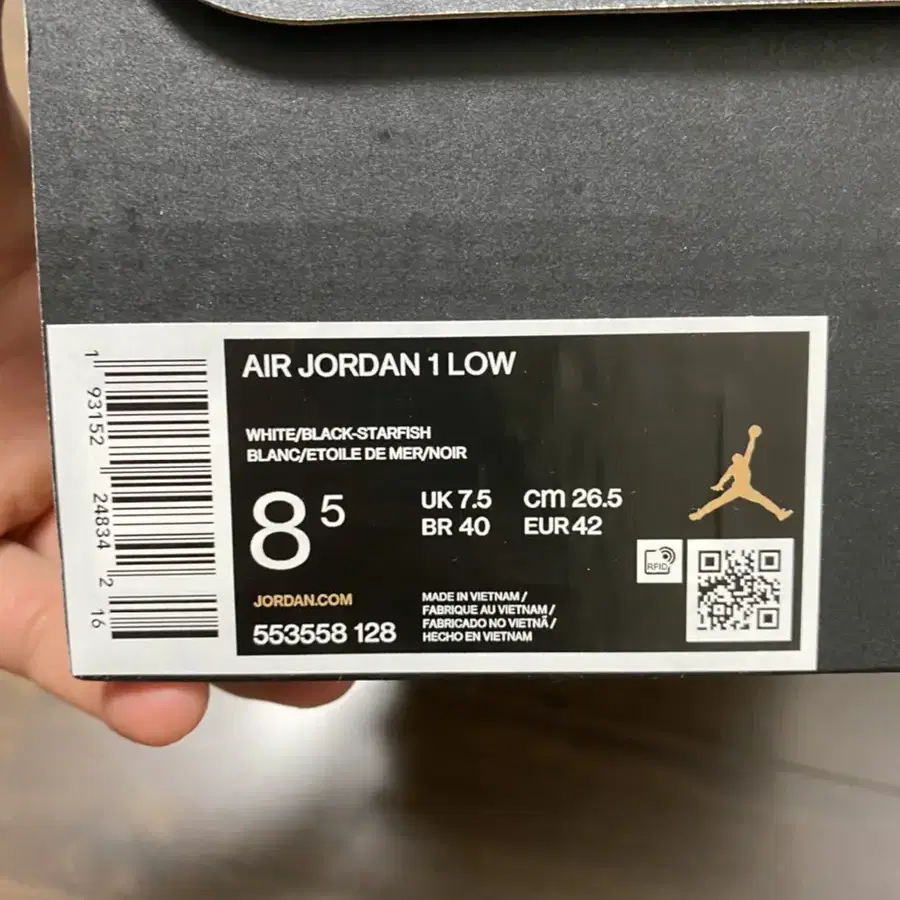 AIR JORDAN 1 LOW
WHITE/BLACK-STARFISH
BLANC/ETOILE DE MER/NOIR
8 5
UK 7.5 CM 26.5
BR 40 EUR 42
RFID
JORDAN.COM
553558 128
MADE IN VIETNAM /
FABRIQUE AU VIETNAM /
FABRICADO NO VIETNÃ /
HECHO EN VIETNAM
1 93152 24834 2 16